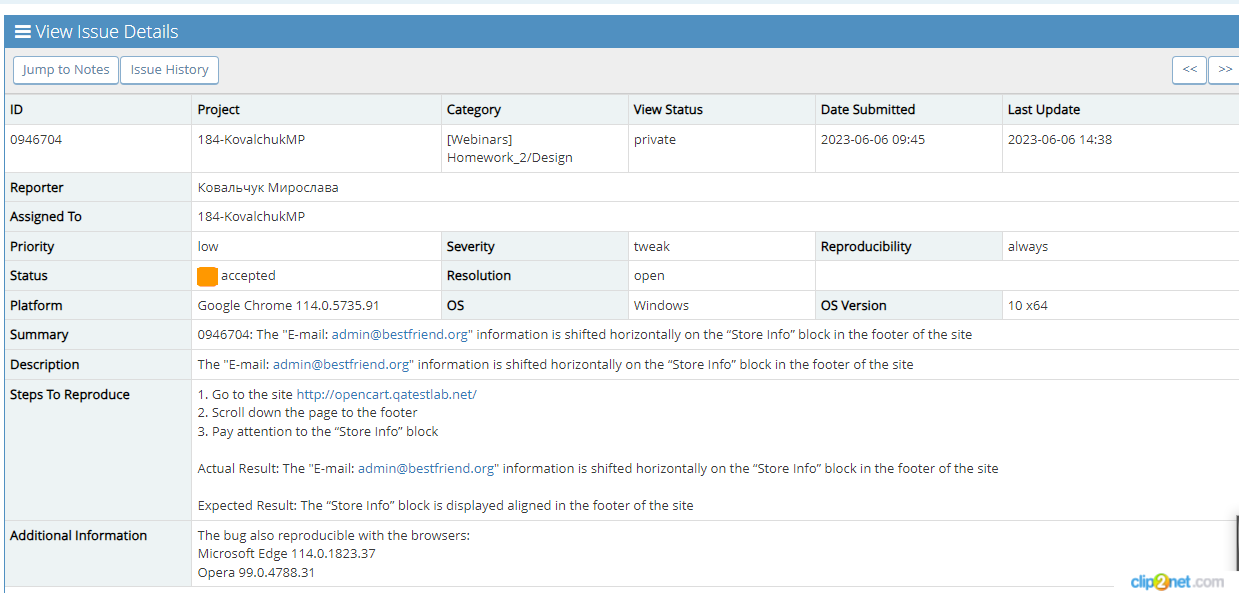 View Issue Details
Jump to Notes Issue History << >>
ID Project Category View Status Date Submitted Last Update
0946704 184-KovalchukMP [Webinars] private 2023-06-06 09:45 2023-06-06 14:38
Homework_2/Design
Reporter Ковальчук Мирослава
Assigned To 184-KovalchukMP
Priority low Severity tweak Reproducibility always
Status accepted Resolution open
Platform Google Chrome 114.0.5735.91 OS Windows OS Version 10 x64
Summary 0946704: The "E-mail: admin@bestfriend.org" information is shifted horizontally on the “Store Info” block in the footer of the site
Description The "E-mail: admin@bestfriend.org" information is shifted horizontally on the “Store Info” block in the footer of the site
Steps To Reproduce 1. Go to the site http://opencart.qatestlab.net/
2. Scroll down the page to the footer
3. Pay attention to the “Store Info” block
Actual Result: The "E-mail: admin@bestfriend.org" information is shifted horizontally on the “Store Info” block in the footer of the site
Expected Result: The “Store Info” block is displayed aligned in the footer of the site
Additional Information The bug also reproducible with the browsers:
Microsoft Edge 114.0.1823.37
Opera 99.0.4788.31
clip2net.com